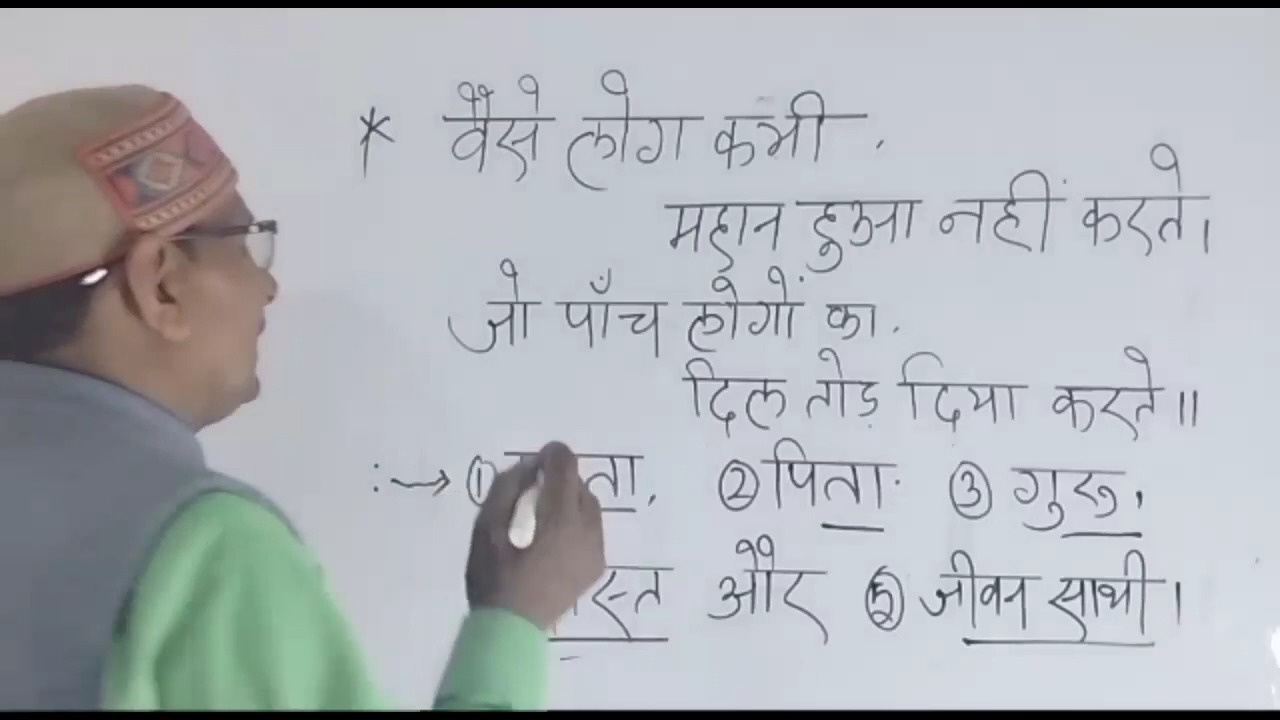 * वैसे लोग कभी .
महान हुआ नहीं करते।
जो पाँच लोगों का .
दिल तोड़ दिया करते॥
:→ ① ② पिता ③ गुरु,
और ⑤ जीवन साथी।